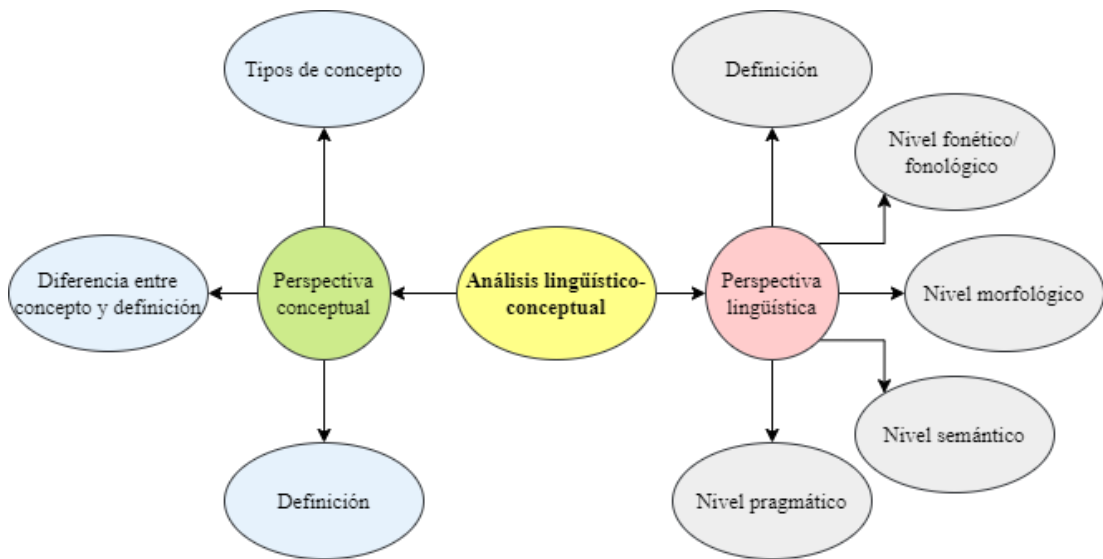 Tipos de concepto
Definición
Nivel fonético/
fonológico
Diferencia entre
concepto y definición
Perspectiva
conceptual
Análisis lingüístico-
conceptual
Perspectiva
lingüística
Nivel morfológico
Nivel semántico
Definición
Nivel pragmático